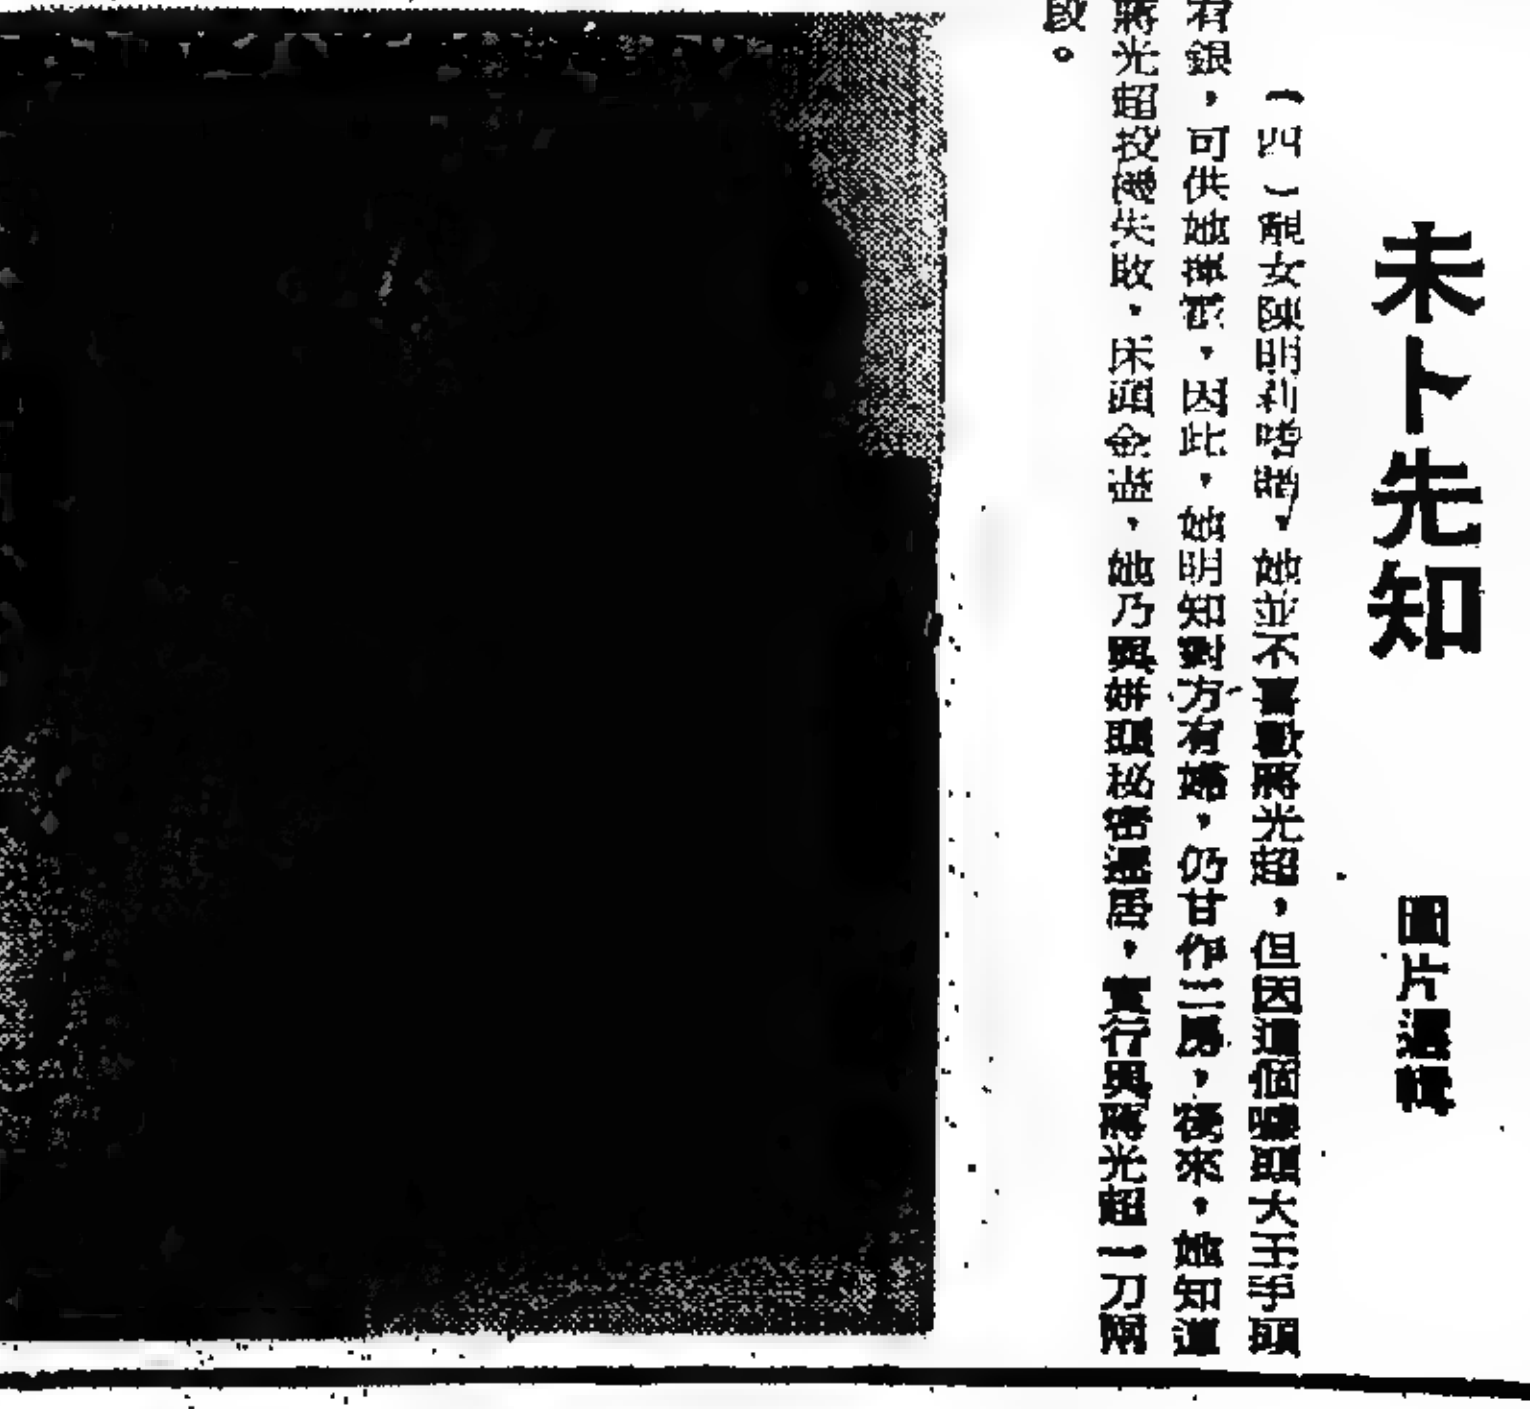 未卜先知
圖片選輯
(四)靚女陳明利嗜賭，她並不喜歡蔣光超，但因這個噱頭大王手頭
有銀，可供她揮霍，因此，她明知對方有婦，仍甘作三房，後來，她知道
蔣光超投機失敗，床頭金盡，她乃與姘頭秘密遷居，實行與蔣光超一刀兩
段。